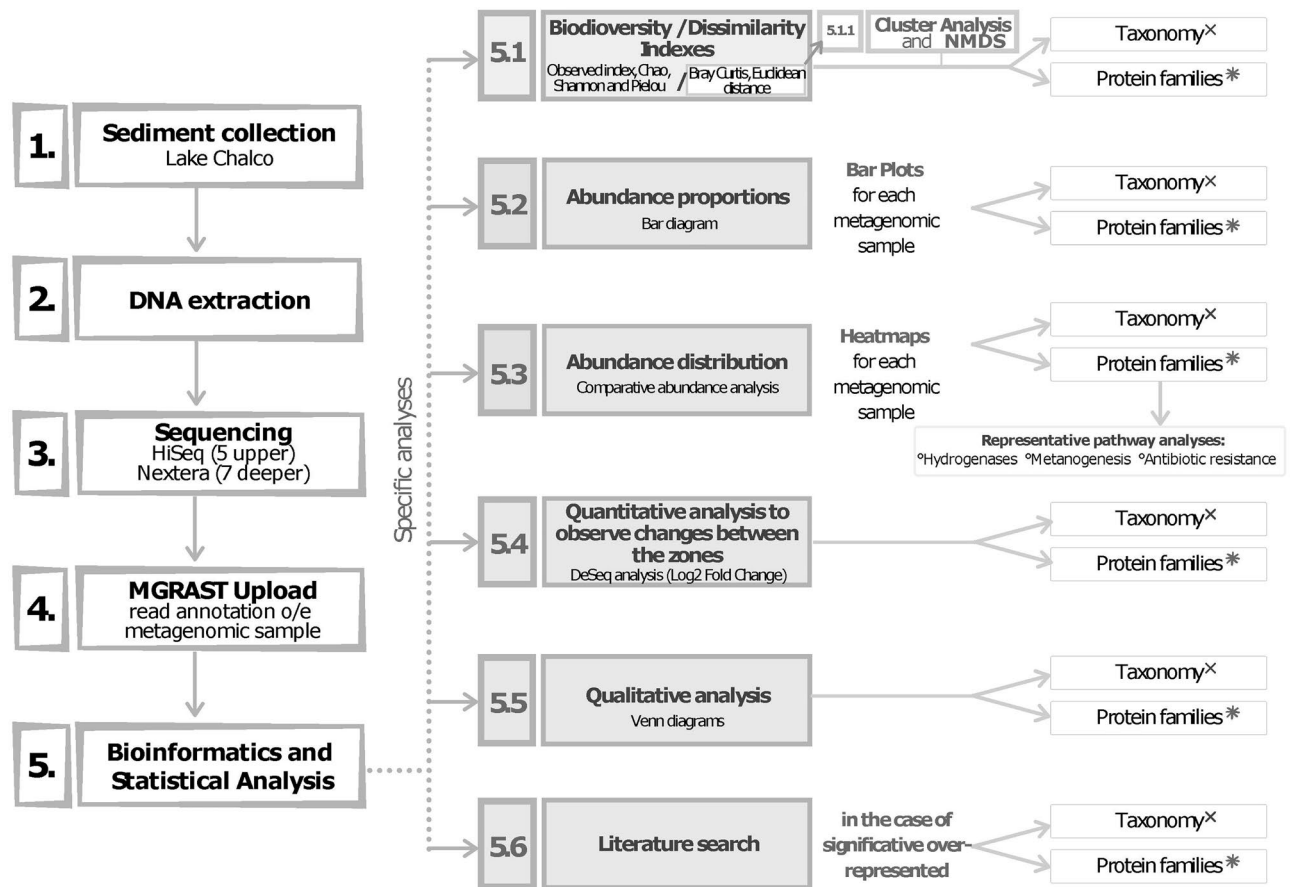 1.
Sediment collection
Lake Chalco
2.
DNA extraction
3.
Sequencing
HiSeq (5 upper)
Nextera (7 deeper)
4.
MGRAST Upload
read annotation o/e
metagenomic sample
5.
Bioinformatics and
Statistical Analysis
Specific analyses
5.1
Biodioversity / Dissimilarity
Indexes
Observed index, Chao,
Shannon and Pielou
/
Bray Curtis, Euclidean
distance
5.1.1
Cluster Analysis
and NMDS
Taxonomy×
Protein families*
5.2
Abundance proportions
Bar diagram
Bar Plots
for each
metagenomic
sample
Taxonomy×
Protein families*
5.3
Abundance distribution
Comparative abundance analysis
Heatmaps
for each
metagenomic
sample
Taxonomy×
Protein families*
Representative pathway analyses:
°Hydrogenases °Metanogenesis °Antibiotic resistance
5.4
Quantitative analysis to
observe changes between
the zones
DeSeq analysis (Log2 Fold Change)
Taxonomy×
Protein families*
5.5
Qualitative analysis
Venn diagrams
Taxonomy×
Protein families*
5.6
Literature search
in the case of
significative over-
represented
Taxonomy×
Protein families*